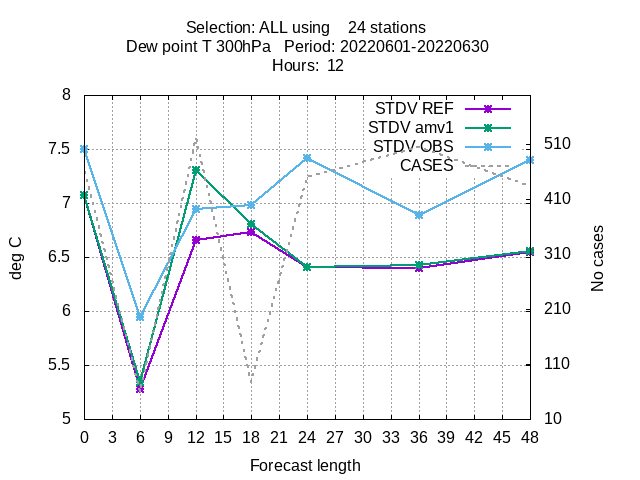 Selection: ALL using    24 stations
Dew point T 300hPa   Period: 20220601-20220630
Hours:  12
8
7.5
7
6.5
6
5.5
5
deg C
STDV REF
STDV amv1
STDV OBS
CASES
510
410
310
210
110
10
No cases
0 3 6 9 12 15 18 21 24 27 30 33 36 39 42 45 48
Forecast length